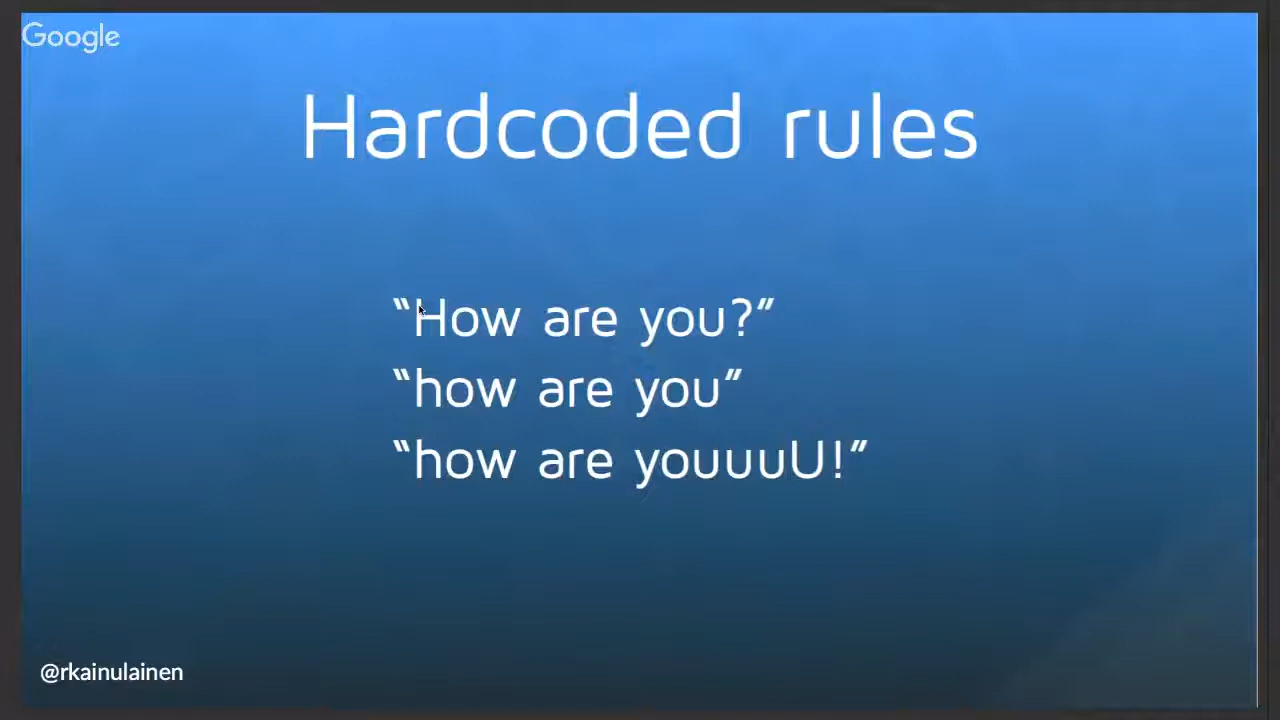 Google
Hardcoded rules
“How are you?”
“how are you”
“how are youuuU!”
@rkainulainen